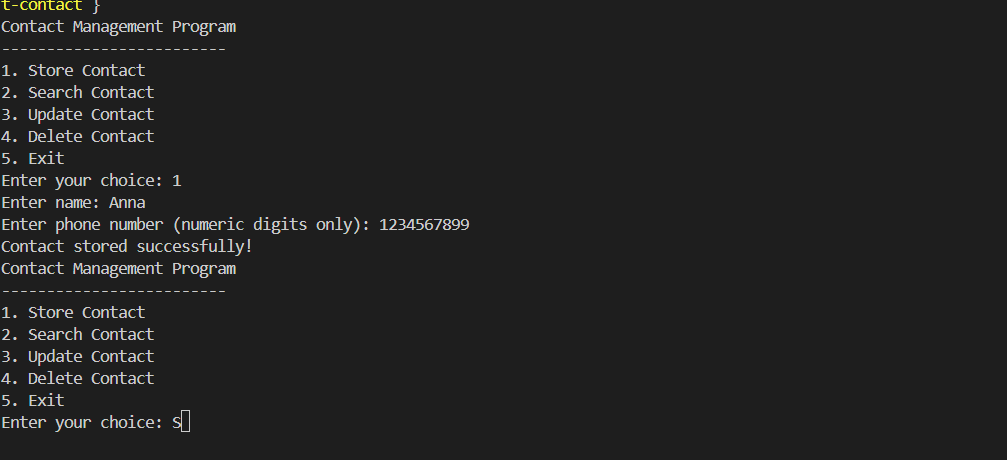 t-contact }
Contact Management Program
-------------------------
1. Store Contact
2. Search Contact
3. Update Contact
4. Delete Contact
5. Exit
Enter your choice: 1
Enter name: Anna
Enter phone number (numeric digits only): 1234567899
Contact stored successfully!
Contact Management Program
-------------------------
1. Store Contact
2. Search Contact
3. Update Contact
4. Delete Contact
5. Exit
Enter your choice: S